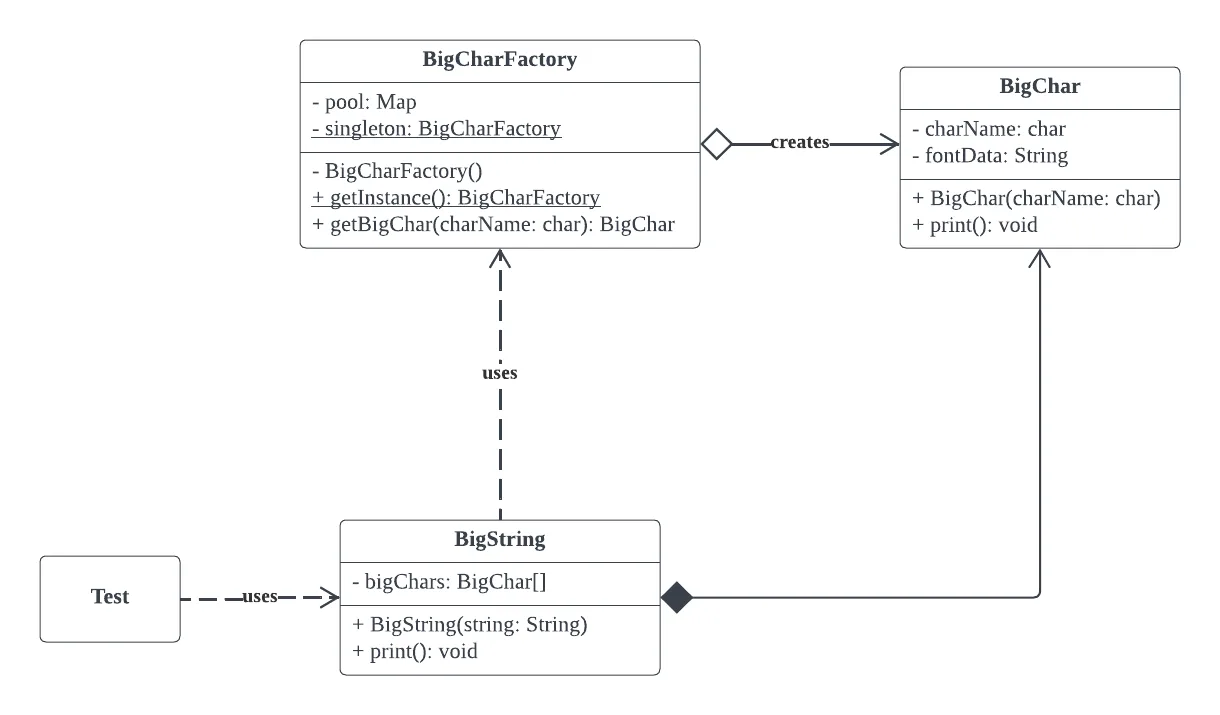 BigCharFactory
- pool: Map
- singleton: BigCharFactory
- BigCharFactory()
+ getInstance(): BigCharFactory
+ getBigChar(charName: char): BigChar
creates
BigChar
- charName: char
- fontData: String
+ BigChar(charName: char)
+ print(): void
uses
Test
uses
BigString
- bigChars: BigChar[]
+ BigString(string: String)
+ print(): void